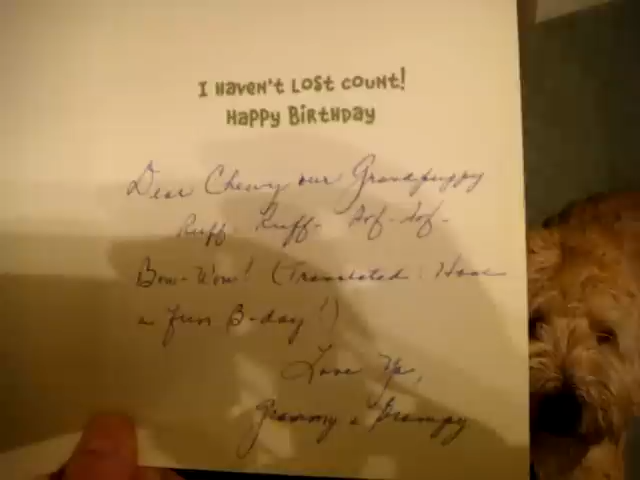 I HAVEN'T LOST COUNT!
HAPPY BIRTHDAY
Dear Chewy our Grandpuppy
Ruff. Ruff. Arf-Arf-
Bow-Wow! (Translated: Have
a fun B-day!)
Love Ya,
Grammy & Grampy